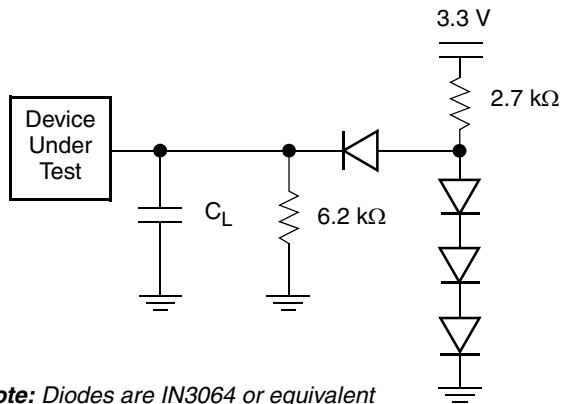 3.3 V
2.7 kΩ
Device
Under
Test
C_L
6.2 kΩ
ote: Diodes are IN3064 or equivalent